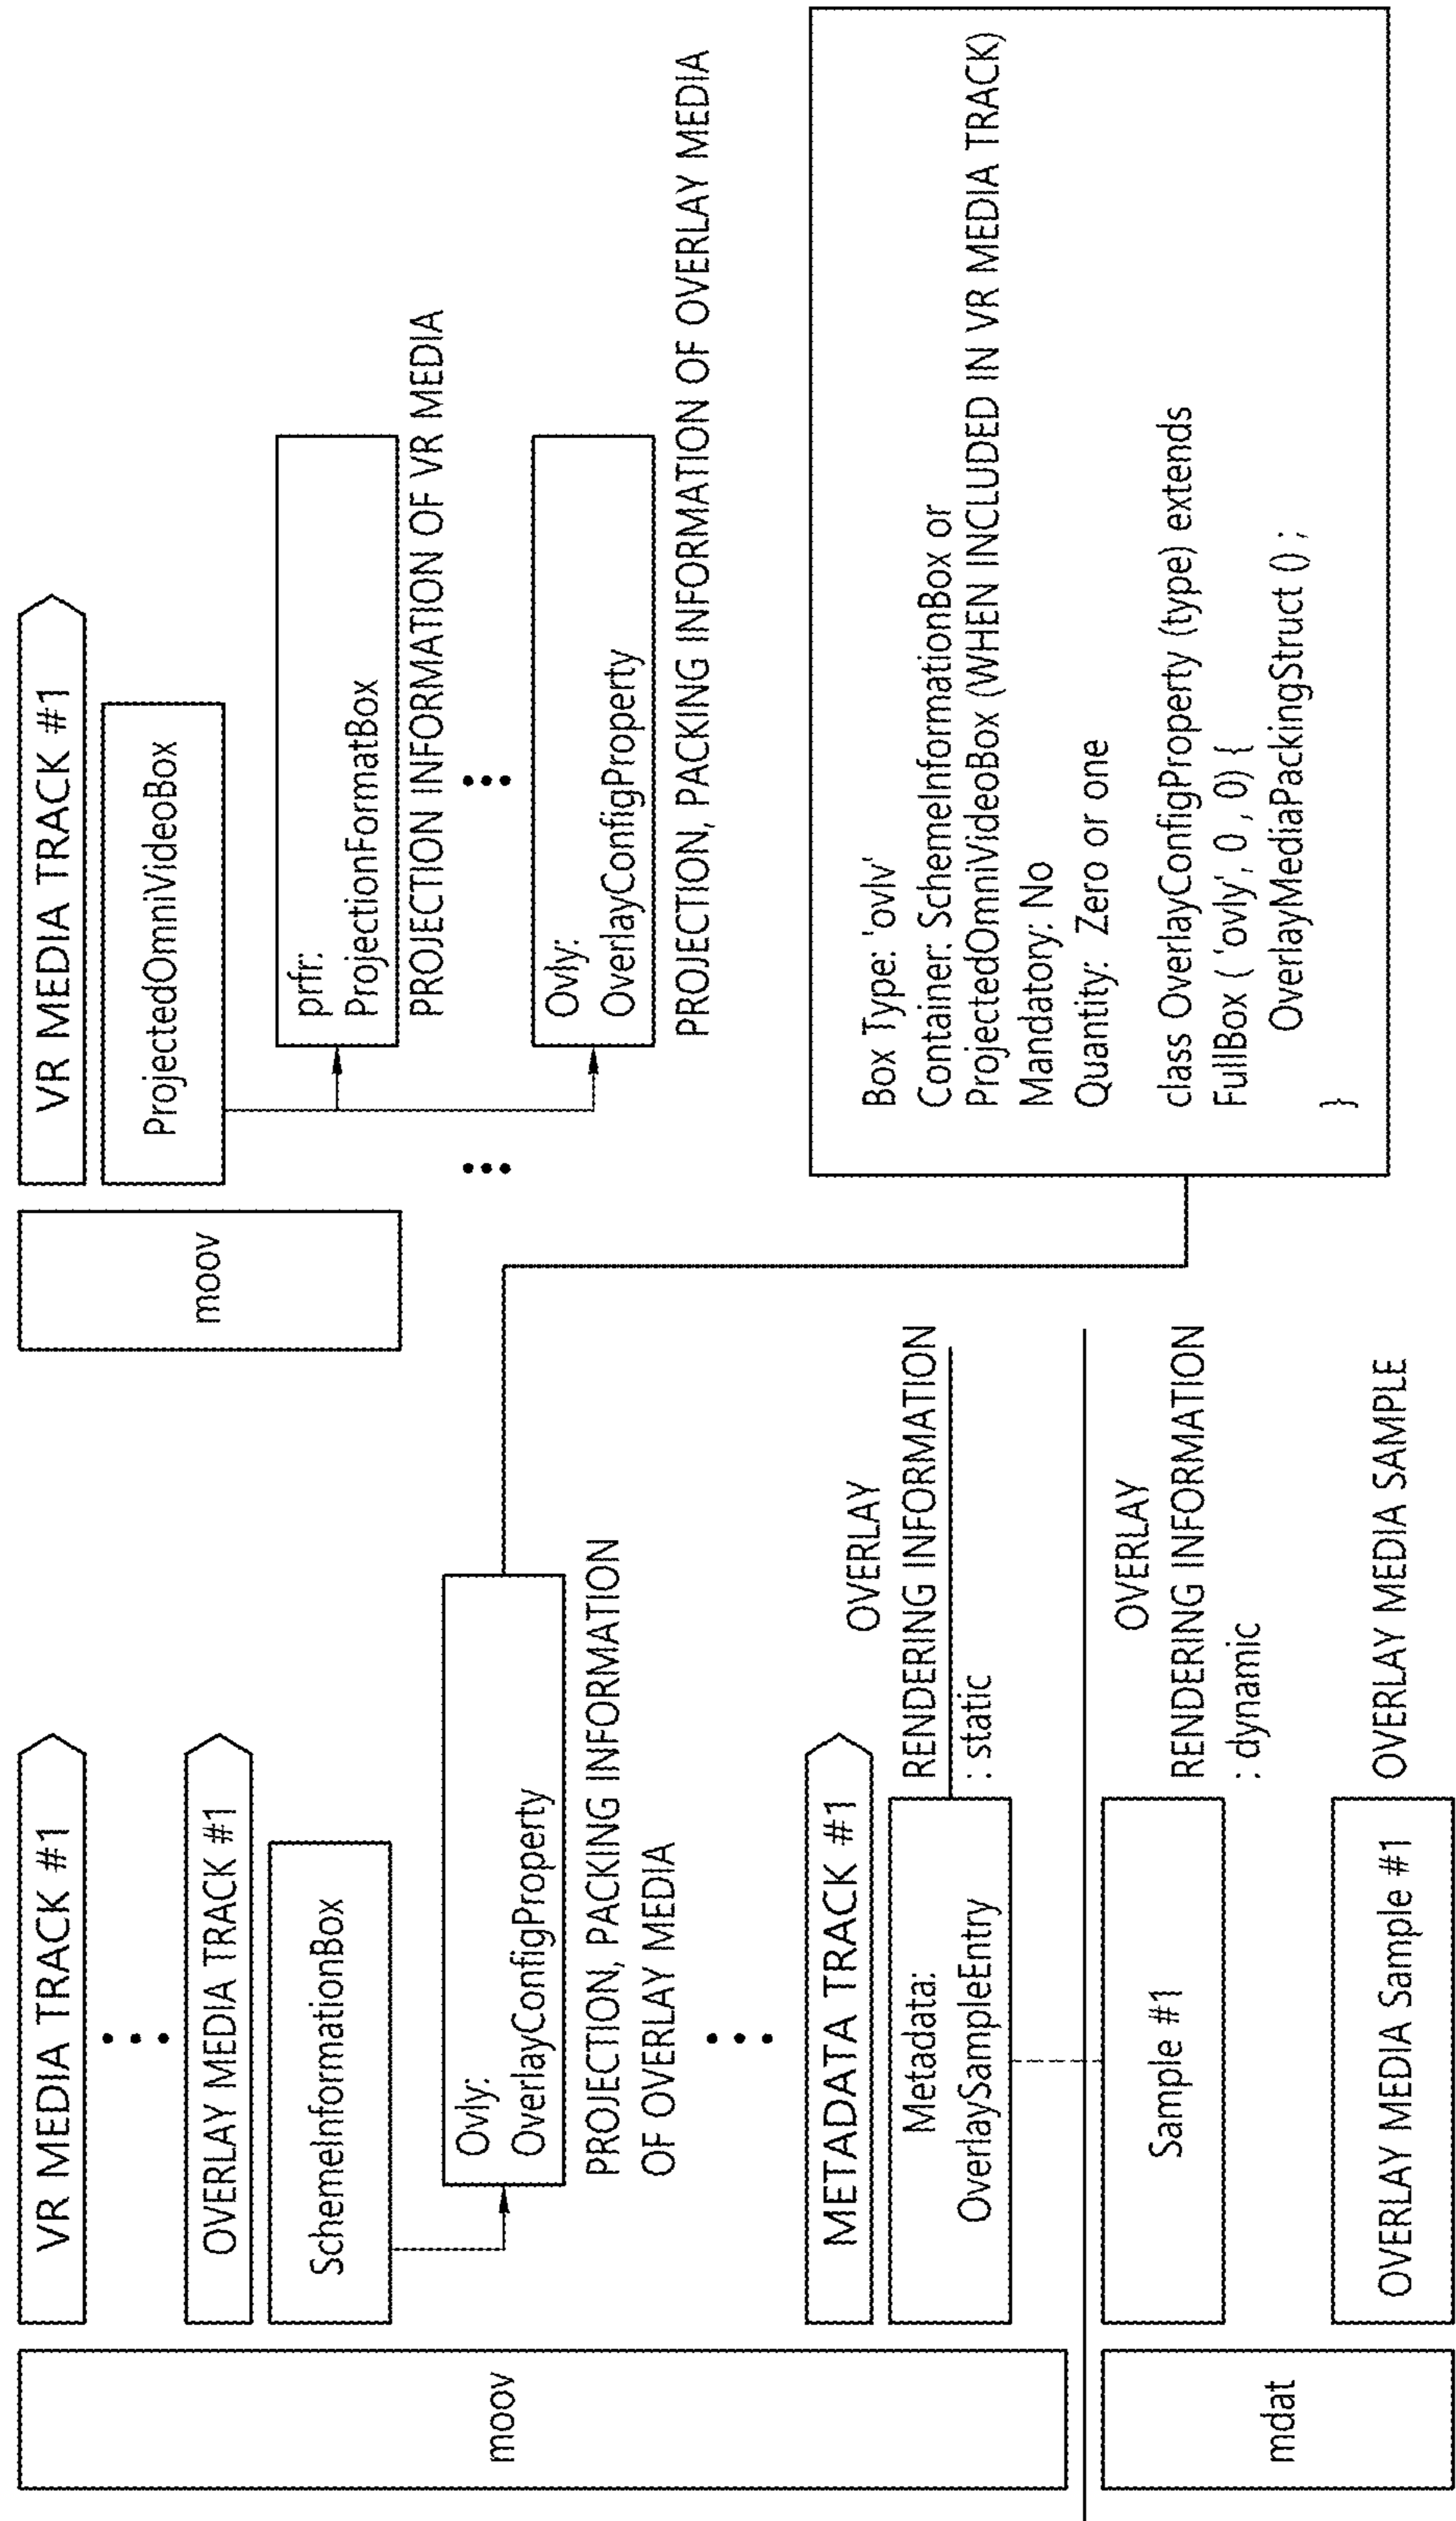 moov
VR MEDIA TRACK #1
OVERLAY MEDIA TRACK #1
SchemeInformationBox
Ovly:
OverlayConfigProperty
PROJECTION, PACKING INFORMATION
OF OVERLAY MEDIA
METADATA TRACK #1
Metadata:
OverlaySampleEntry
OVERLAY
RENDERING INFORMATION
: static
mdat
Sample #1
OVERLAY
RENDERING INFORMATION
: dynamic
OVERLAY MEDIA Sample #1
OVERLAY MEDIA SAMPLE
moov
VR MEDIA TRACK #1
ProjectedOmniVideoBox
prfr:
ProjectionFormatBox
PROJECTION INFORMATION OF VR MEDIA
Ovly:
OverlayConfigProperty
PROJECTION, PACKING INFORMATION OF OVERLAY MEDIA
Box Type: 'ovlv'
Container: SchemeInformationBox or
ProjectedOmniVideoBox (WHEN INCLUDED IN VR MEDIA TRACK)
Mandatory: No
Quantity: Zero or one
class OverlayConfigProperty (type) extends
FullBox ( 'ovly', 0 , 0) {
OverlayMediaPackingStruct () ;
}